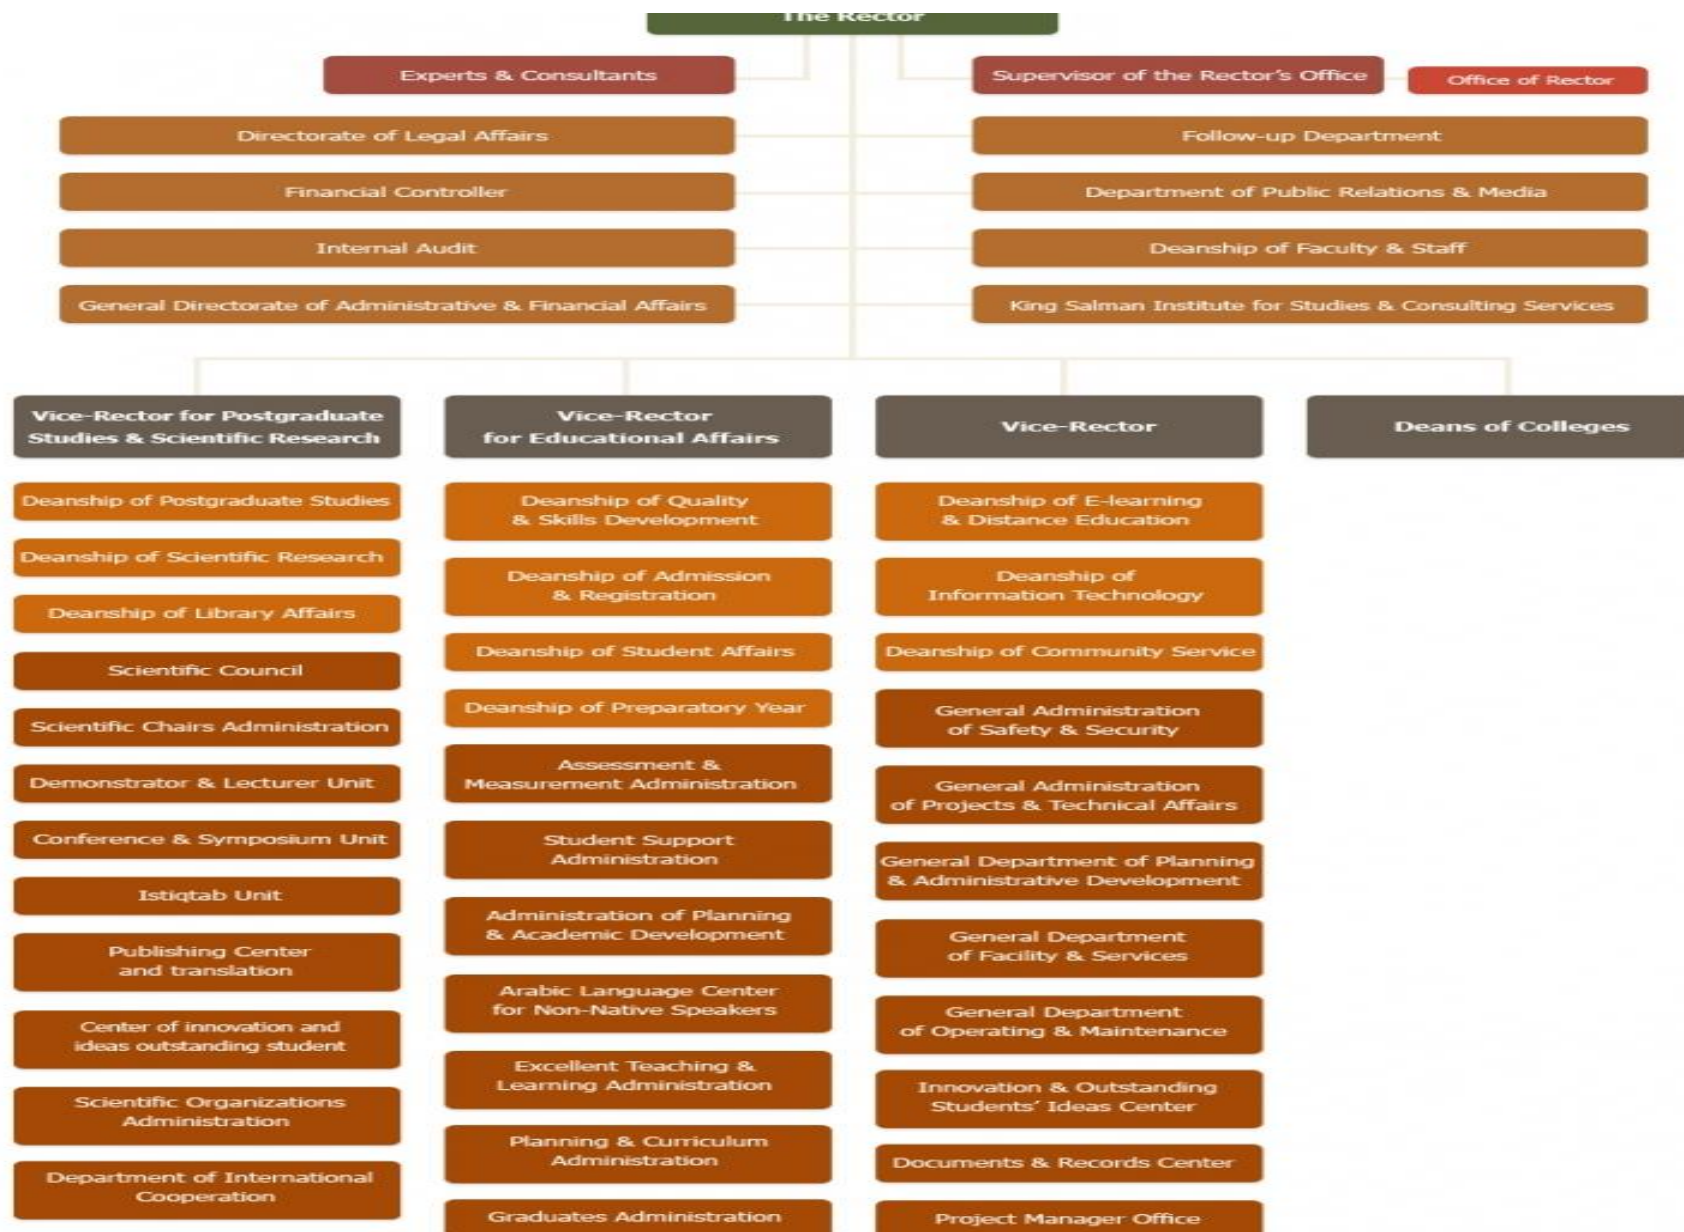 The Rector
Experts & Consultants
Supervisor of the Rector's Office
Office of Rector
Directorate of Legal Affairs
Follow-up Department
Financial Controller
Department of Public Relations & Media
Internal Audit
Deanship of Faculty & Staff
General Directorate of Administrative & Financial Affairs
King Salman Institute for Studies & Consulting Services
Vice-Rector for Postgraduate
Studies & Scientific Research
Deanship of Postgraduate Studies
Deanship of Scientific Research
Deanship of Library Affairs
Scientific Council
Scientific Chairs Administration
Demonstrator & Lecturer Unit
Conference & Symposium Unit
Istiqtab Unit
Publishing Center
and translation
Center of innovation and
ideas outstanding student
Scientific Organizations
Administration
Department of International
Cooperation
Vice-Rector
for Educational Affairs
Deanship of Quality
& Skills Development
Deanship of Admission
& Registration
Deanship of Student Affairs
Deanship of Preparatory Year
Assessment &
Measurement Administration
Student Support
Administration
Administration of Planning
& Academic Development
Arabic Language Center
for Non-Native Speakers
Excellent Teaching &
Learning Administration
Planning & Curriculum
Administration
Graduates Administration
Vice-Rector
Deanship of E-learning
& Distance Education
Deanship of
Information Technology
Deanship of Community Service
General Administration
of Safety & Security
General Administration
of Projects & Technical Affairs
General Department of Planning
& Administrative Development
General Department
of Facility & Services
General Department
of Operating & Maintenance
Innovation & Outstanding
Students' Ideas Center
Documents & Records Center
Project Manager Office
Deans of Colleges